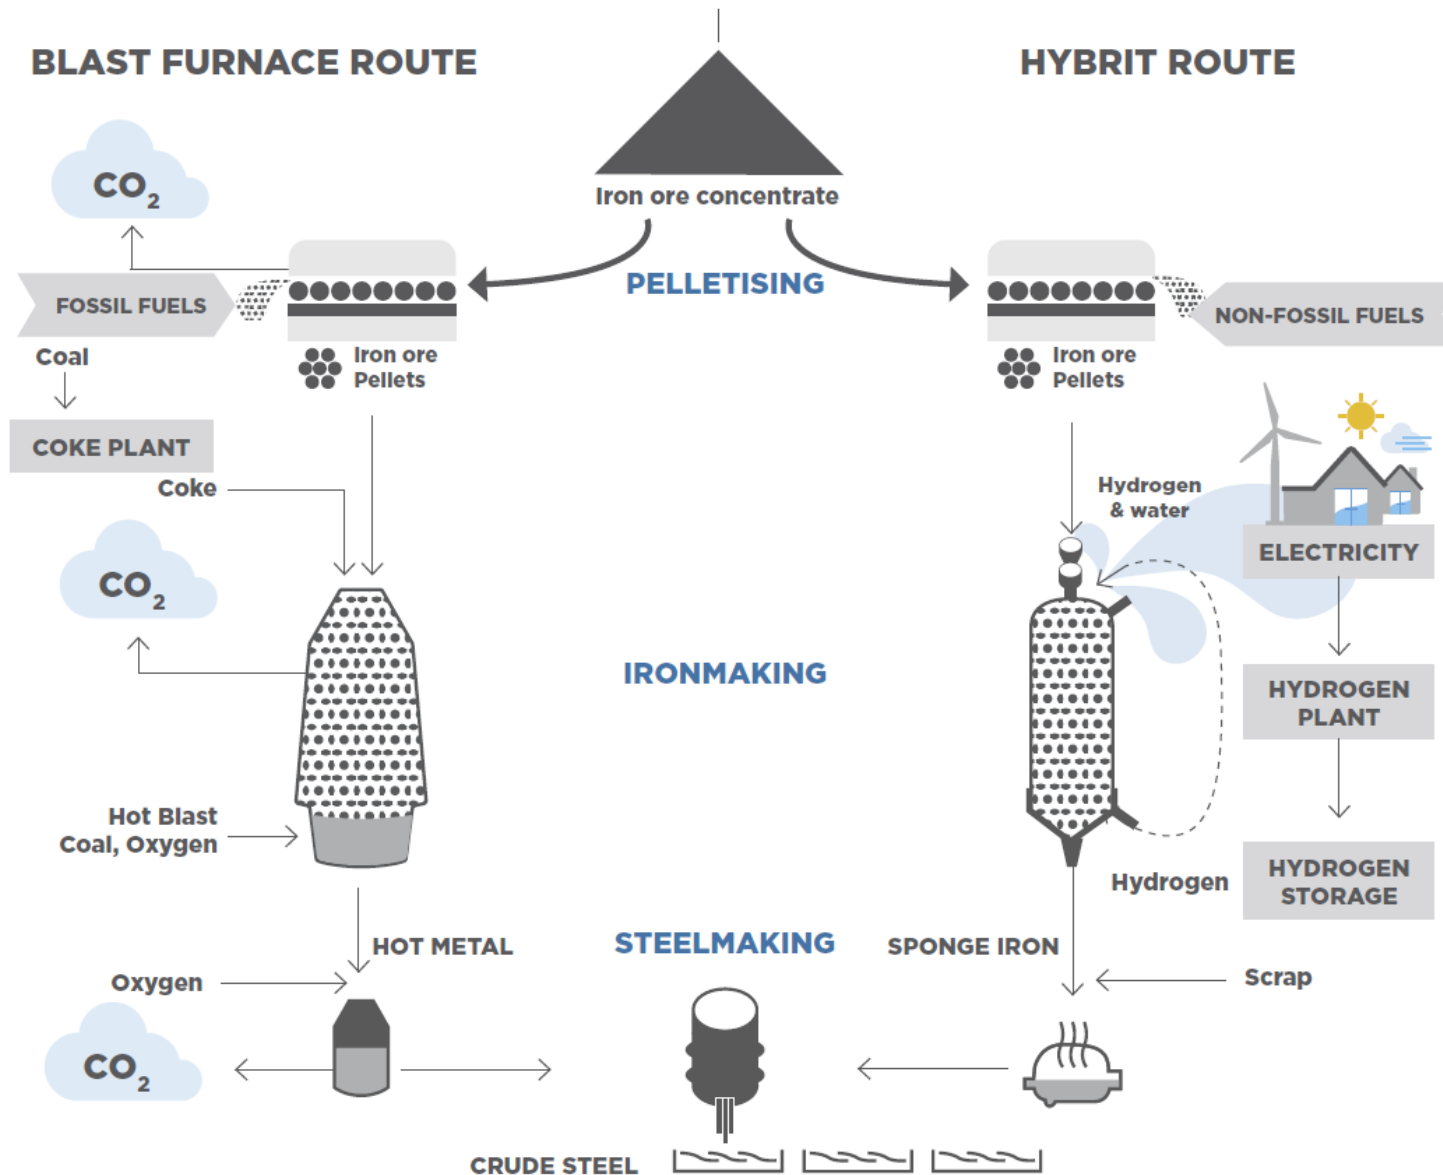 BLAST FURNACE ROUTE
HYBRIT ROUTE
CO2
Iron ore concentrate
PELLETISING
FOSSIL FUELS
NON-FOSSIL FUELS
Coal
Iron ore
Pellets
Iron ore
Pellets
COKE PLANT
Coke
Hydrogen
& water
ELECTRICITY
CO2
IRONMAKING
HYDROGEN
PLANT
Hot Blast
Coal, Oxygen
Hydrogen
HYDROGEN
STORAGE
HOT METAL
STEELMAKING
SPONGE IRON
Oxygen
Scrap
CO2
CRUDE STEEL